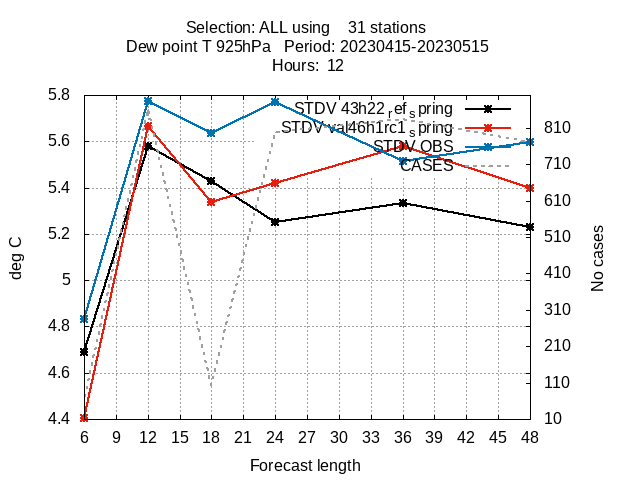 Selection: ALL using 31 stations
Dew point T 925hPa Period: 20230415-20230515
Hours: 12
STDV 43h22_ref_spring
STDV val46h1rc1_spring
STDV OBS
CASES
5.8
5.6
5.4
5.2
5
4.8
4.6
4.4
deg C
810
710
610
510
410
310
210
110
10
No cases
6 9 12 15 18 21 24 27 30 33 36 39 42 45 48
Forecast length